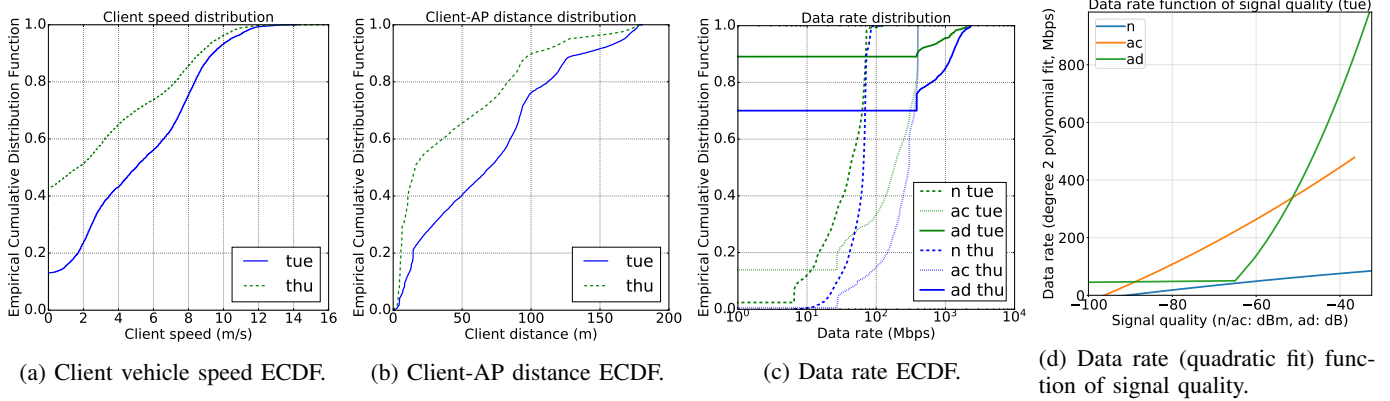 Client speed distribution
Empirical Cumulative Distribution Function
1.0
0.8
0.6
0.4
0.2
0.0
0 2 4 6 8 10 12 14 16
Client speed (m/s)
tue
thu
(a) Client vehicle speed ECDF.
Client-AP distance distribution
Empirical Cumulative Distribution Function
1.0
0.8
0.6
0.4
0.2
0.0
0 50 100 150 200
Client distance (m)
tue
thu
(b) Client-AP distance ECDF.
Data rate distribution
Empirical Cumulative Distribution Function
1.0
0.8
0.6
0.4
0.2
0.0
10^0 10^1 10^2 10^3 10^4
Data rate (Mbps)
n tue
ac tue
ad tue
n thu
ac thu
ad thu
(c) Data rate ECDF.
Data rate function of signal quality (tue)
Data rate (degree 2 polynomial fit, Mbps)
800
600
400
200
0
−100 −80 −60 −40
Signal quality (n/ac: dBm, ad: dB)
n
ac
ad
(d) Data rate (quadratic fit) func-
tion of signal quality.